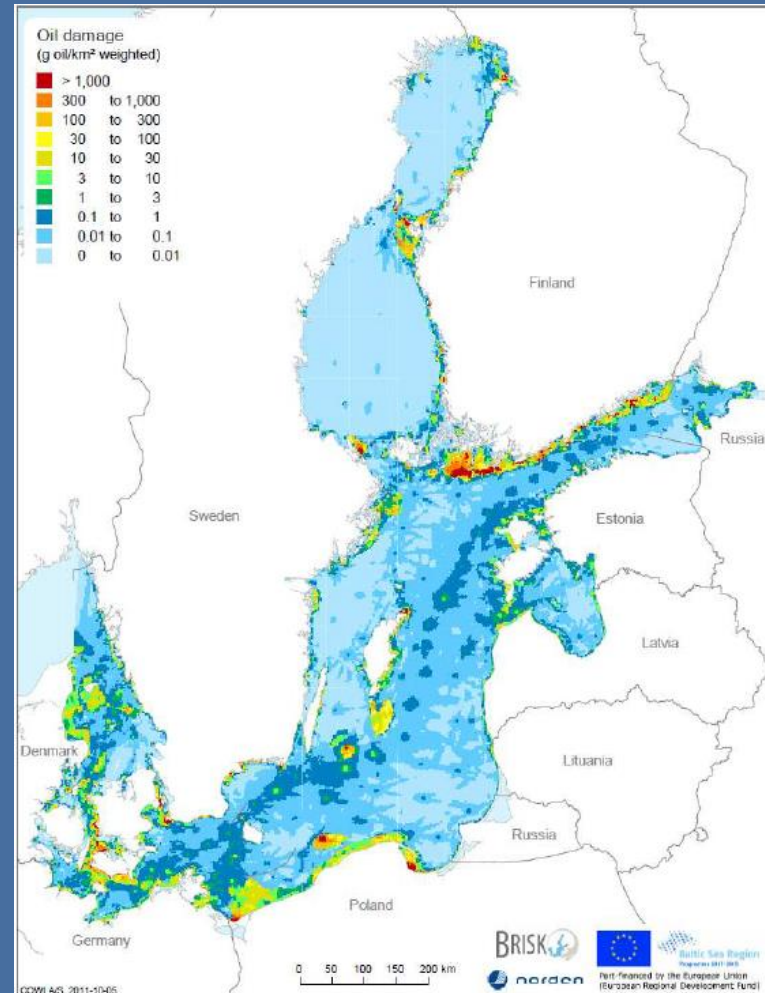 Oil damage
(g oil/km² weighted)
> 1,000
300 to 1,000
100 to 300
30 to 100
10 to 30
3 to 10
1 to 3
0.1 to 1
0.01 to 0.1
0 to 0.01
Finland
Russia
Sweden
Estonia
Latvia
Denmark
Lituania
Russia
Poland
Germany
BRISK
Baltic Sea Region
Programme 2007-2013
norden
Part-financed by the European Union
(European Regional Development Fund)
0 50 100 150 200 km
COWI A/S, 2011-10-05